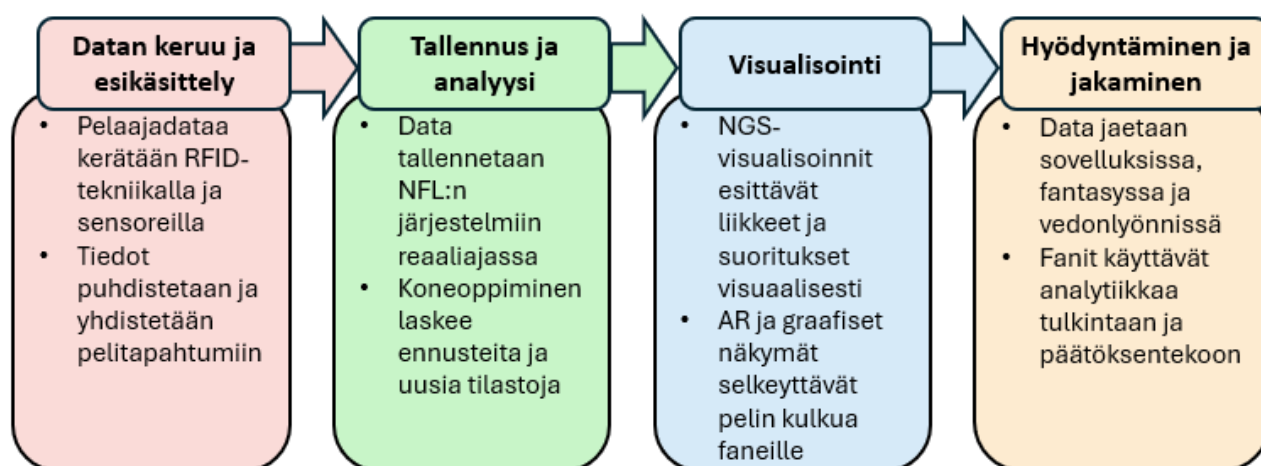 Datan keruu ja
esikäsittely
• Pelaajadataa
kerätään RFID-
tekniikalla ja
sensoreilla
• Tiedot
puhdistetaan ja
yhdistetään
pelitapahtumiin
Tallennus ja
analyysi
• Data
tallennetaan
NFL:n
järjestelmiin
reaaliajassa
• Koneoppiminen
laskee
ennusteita ja
uusia tilastoja
Visualisointi
• NGS-
visualisoinnit
esittävät
liikkeet ja
suoritukset
visuaalisesti
• AR ja graafiset
näkymät
selkeyttävät
pelin kulkua
faneille
Hyödyntäminen ja
jakaminen
• Data jaetaan
sovelluksissa,
fantasyssa ja
vedonlyönnissä
• Fanit käyttävät
analytiikkaa
tulkintaan ja
päätöksentekoon